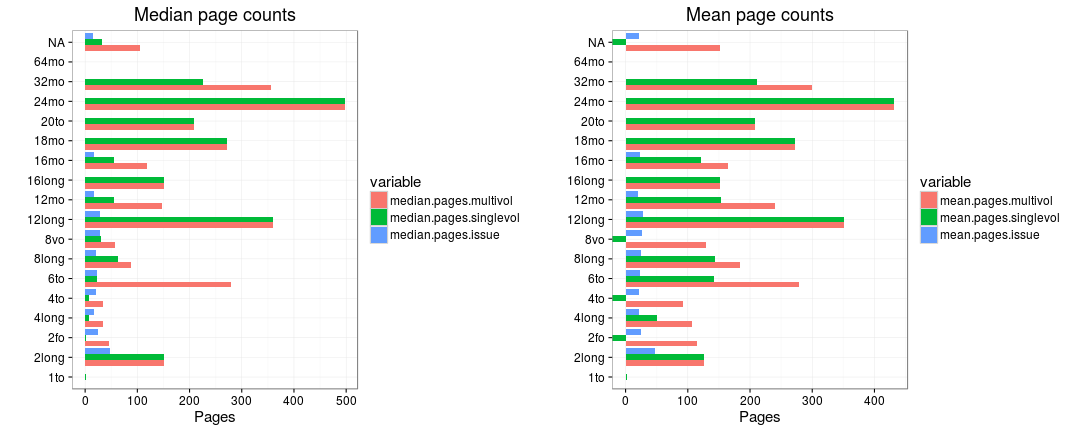 Median page counts
NA
64mo
32mo
24mo
20to
18mo
16mo
16long
12mo
12long
8vo
8long
6to
4to
4long
2fo
2long
1to
0 100 200 300 400 500
Pages
variable
median.pages.multivol
median.pages.singlevol
median.pages.issue
Mean page counts
NA
64mo
32mo
24mo
20to
18mo
16mo
16long
12mo
12long
8vo
8long
6to
4to
4long
2fo
2long
1to
0 100 200 300 400
Pages
variable
mean.pages.multivol
mean.pages.singlevol
mean.pages.issue